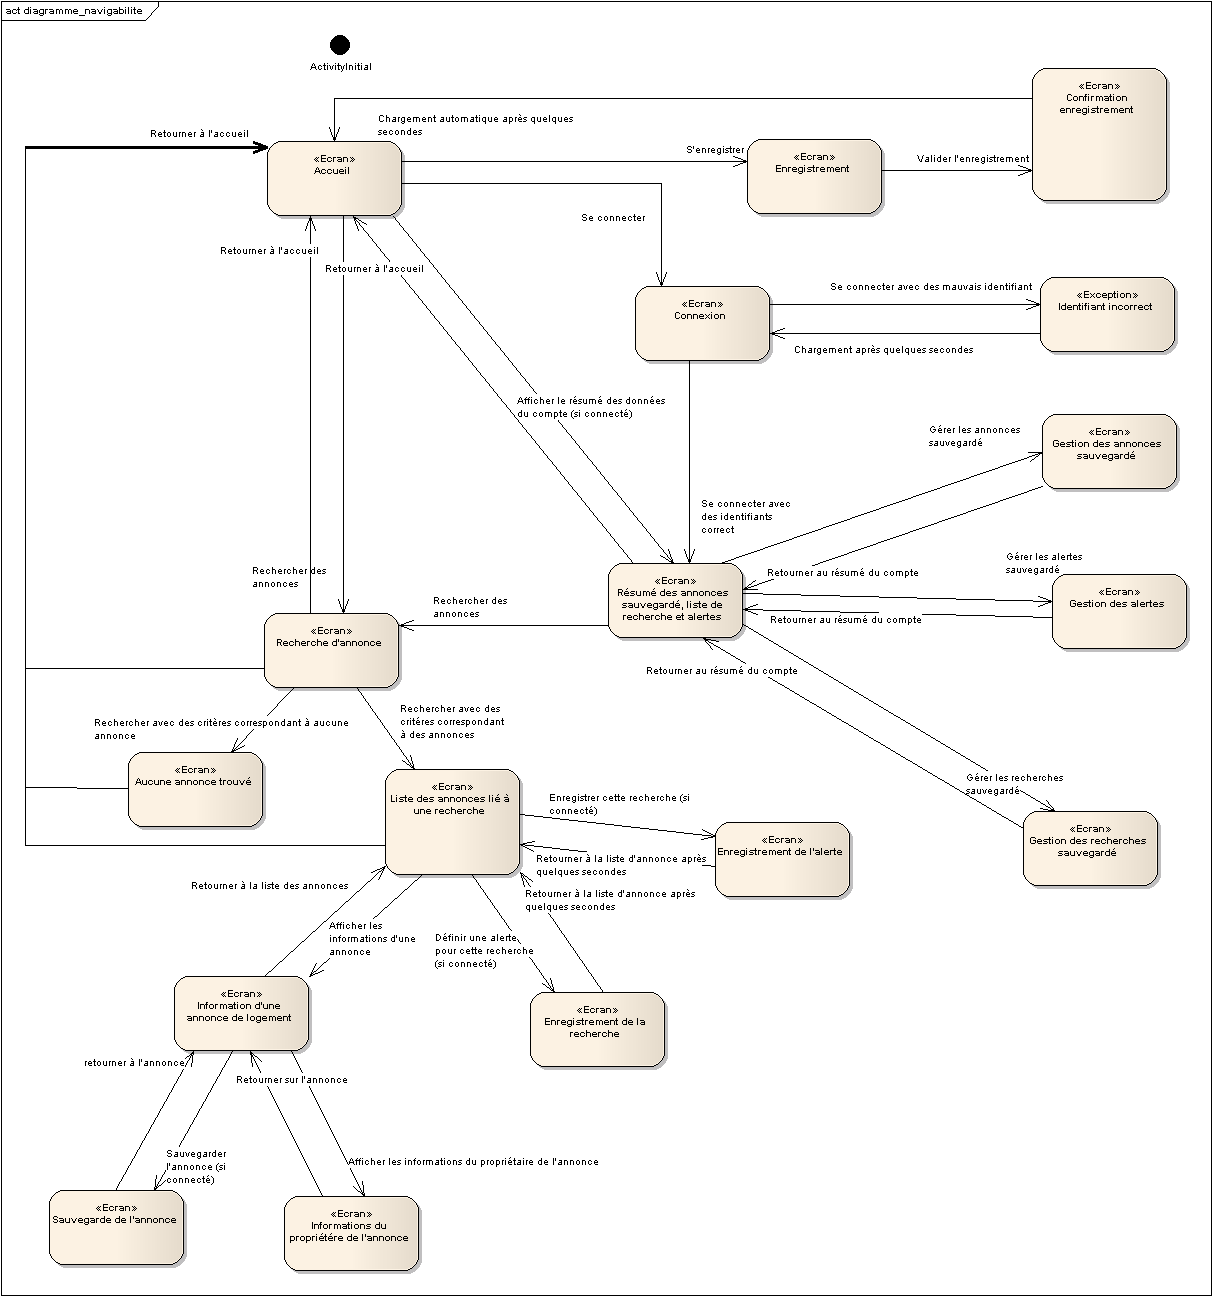 act diagramme_navigabilite
ActivityInitial
«Ecran»
Confirmation
enregistrement
Chargement automatique après quelques
secondes
Retourner à l'accueil
«Ecran»
Accueil
S'enregistrer
«Ecran»
Enregistrement
Valider l'enregistrement
Se connecter
Retourner à l'accueil
Retourner à l'accueil
«Ecran»
Connexion
Se connecter avec des mauvais identifiant
«Exception»
Identifiant incorrect
Chargement après quelques secondes
Afficher le résumé des données
du compte (si connecté)
Gérer les annonces
sauvegardé
«Ecran»
Gestion des annonces
sauvegardé
Se connecter avec
des identifiants
correct
Gérer les alertes
sauvegardé
Retourner au résumé du compte
«Ecran»
Résumé des annonces
sauvegardé, liste de
recherche et alertes
«Ecran»
Gestion des alertes
Retourner au résumé du compte
Rechercher des
annonces
Rechercher des
annonces
«Ecran»
Recherche d'annonce
Retourner au résumé du compte
Rechercher avec des critères correspondant à aucune
annonce
Rechercher avec des
critéres correspondant
à des annonces
«Ecran»
Aucune annonce trouvé
«Ecran»
Liste des annonces lié à
une recherche
Gérer les recherches
sauvegardé
Enregistrer cette recherche (si
connecté)
«Ecran»
Enregistrement de l'alerte
«Ecran»
Gestion des recherches
sauvegardé
Retourner à la liste d'annonce après
quelques secondes
Retourner à la liste des annonces
Retourner à la liste d'annonce après
quelques secondes
Afficher les
informations d'une
annonce
Définir une alerte
pour cette recherche
(si connecté)
«Ecran»
Information d'une
annonce de logement
«Ecran»
Enregistrement de la
recherche
retourner à l'annonce
Retourner sur l'annonce
Sauvegarder
l'annonce (si
connecté)
Afficher les informations du propriétaire de l'annonce
«Ecran»
Sauvegarde de l'annonce
«Ecran»
Informations du
propriétére de l'annonce